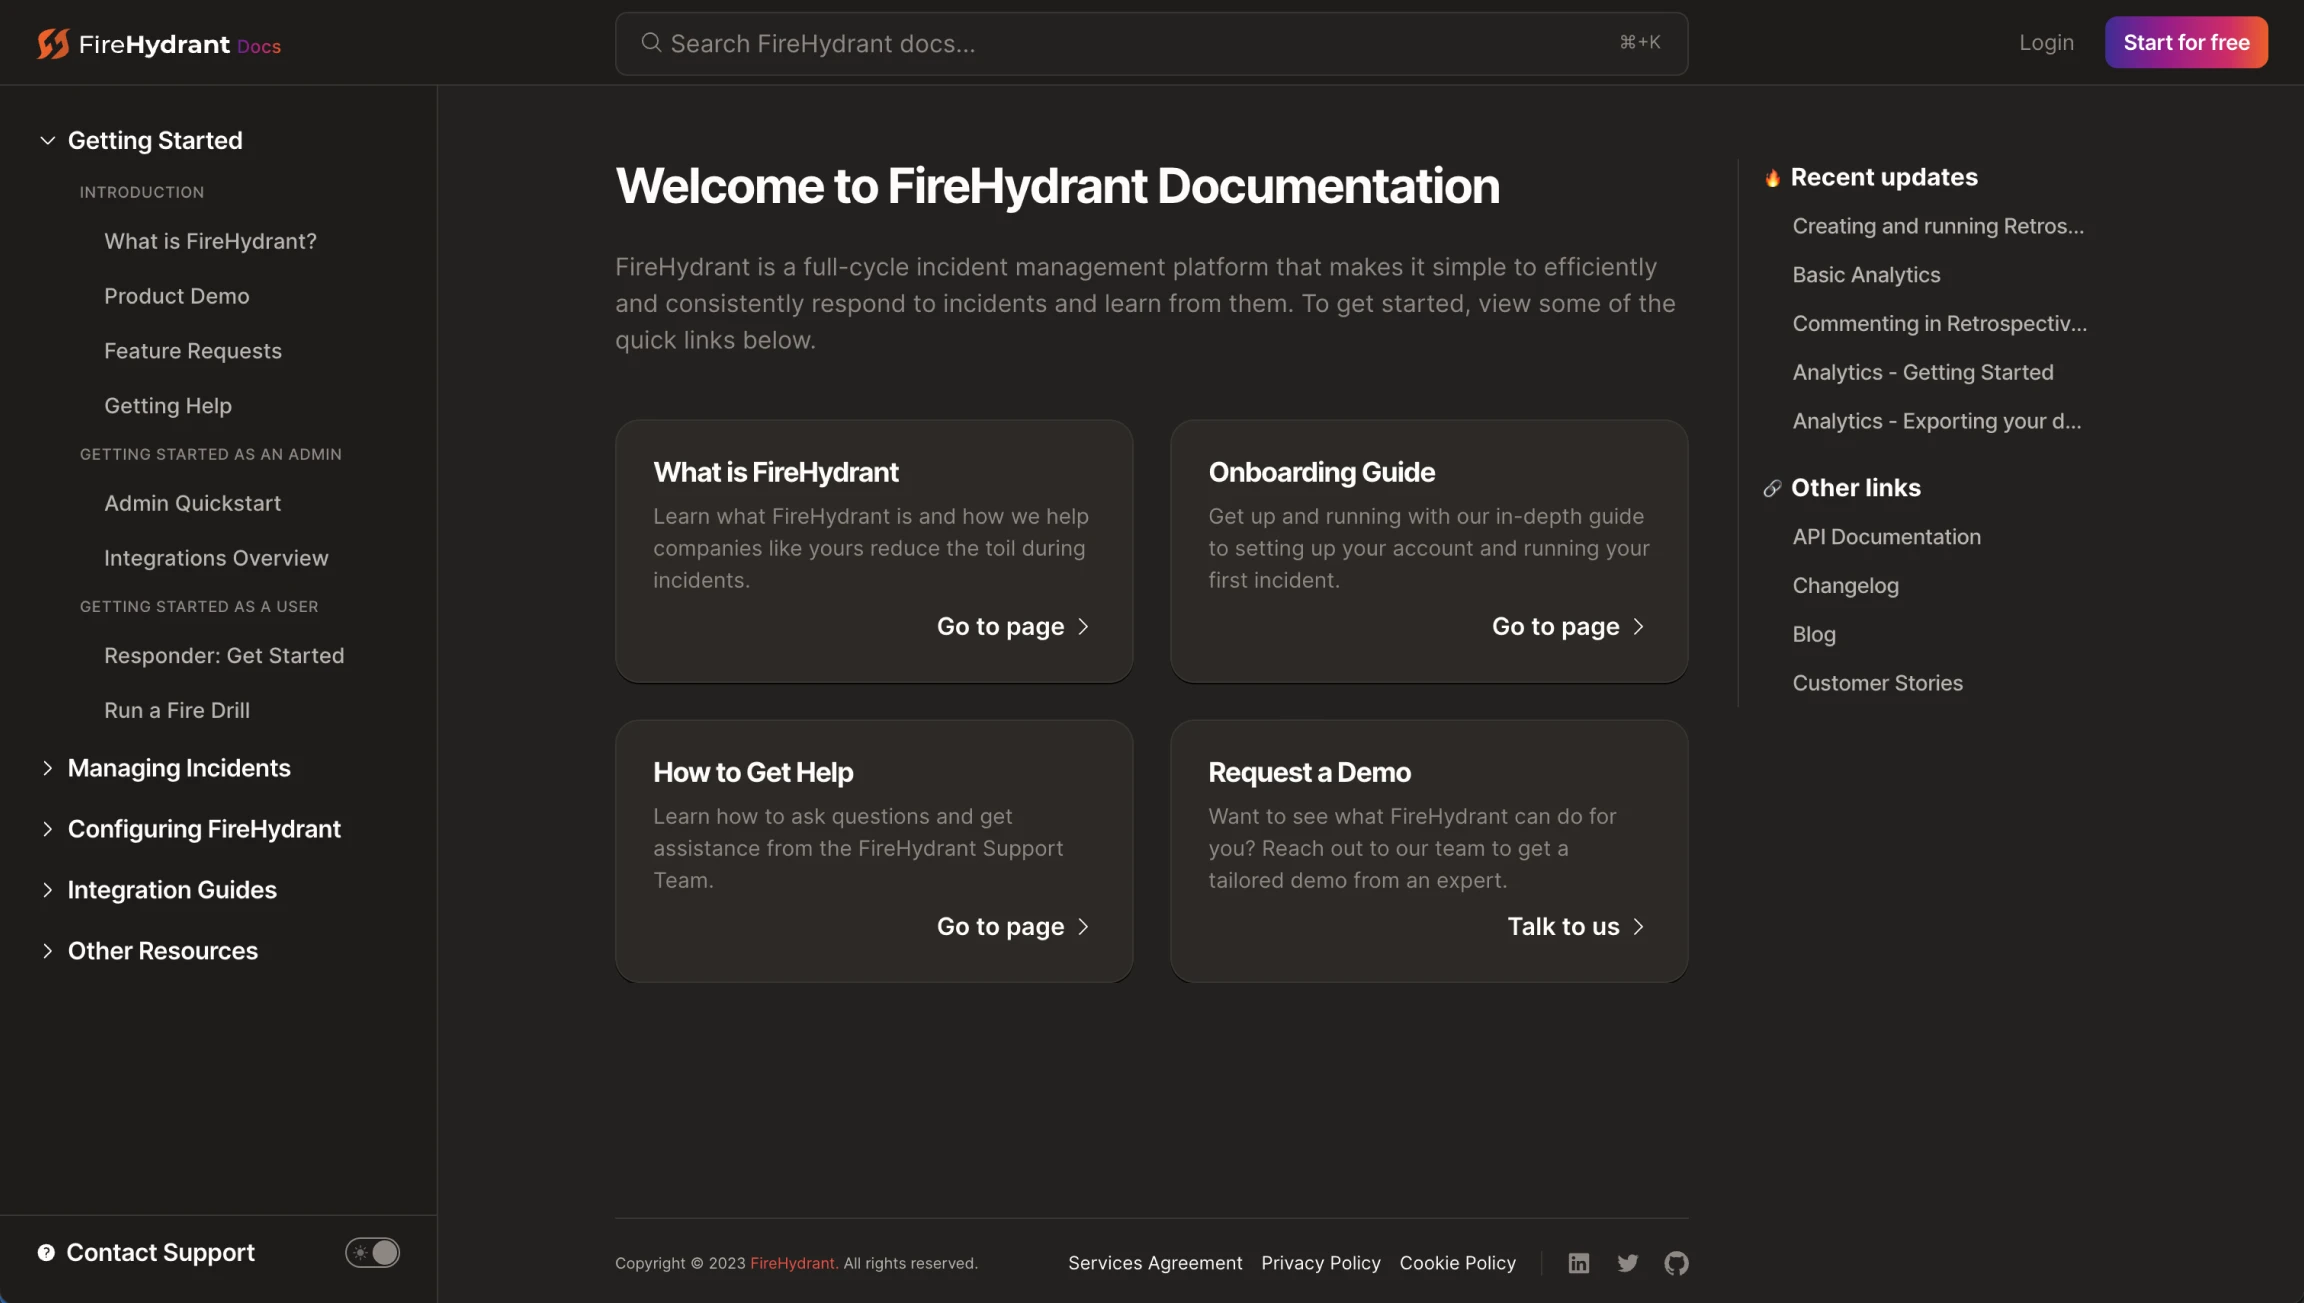 FireHydrant Docs
Search FireHydrant docs...
⌘+K
Login
Start for free
Getting Started
INTRODUCTION
What is FireHydrant?
Product Demo
Feature Requests
Getting Help
GETTING STARTED AS AN ADMIN
Admin Quickstart
Integrations Overview
GETTING STARTED AS A USER
Responder: Get Started
Run a Fire Drill
Managing Incidents
Configuring FireHydrant
Integration Guides
Other Resources
Contact Support
Welcome to FireHydrant Documentation
FireHydrant is a full-cycle incident management platform that makes it simple to efficiently
and consistently respond to incidents and learn from them. To get started, view some of the
quick links below.
What is FireHydrant
Learn what FireHydrant is and how we help
companies like yours reduce the toil during
incidents.
Go to page
Onboarding Guide
Get up and running with our in-depth guide
to setting up your account and running your
first incident.
Go to page
How to Get Help
Learn how to ask questions and get
assistance from the FireHydrant Support
Team.
Go to page
Request a Demo
Want to see what FireHydrant can do for
you? Reach out to our team to get a
tailored demo from an expert.
Talk to us
Recent updates
Creating and running Retros...
Basic Analytics
Commenting in Retrospectiv...
Analytics - Getting Started
Analytics - Exporting your d...
Other links
API Documentation
Changelog
Blog
Customer Stories
Copyright © 2023 FireHydrant. All rights reserved.
Services Agreement
Privacy Policy
Cookie Policy